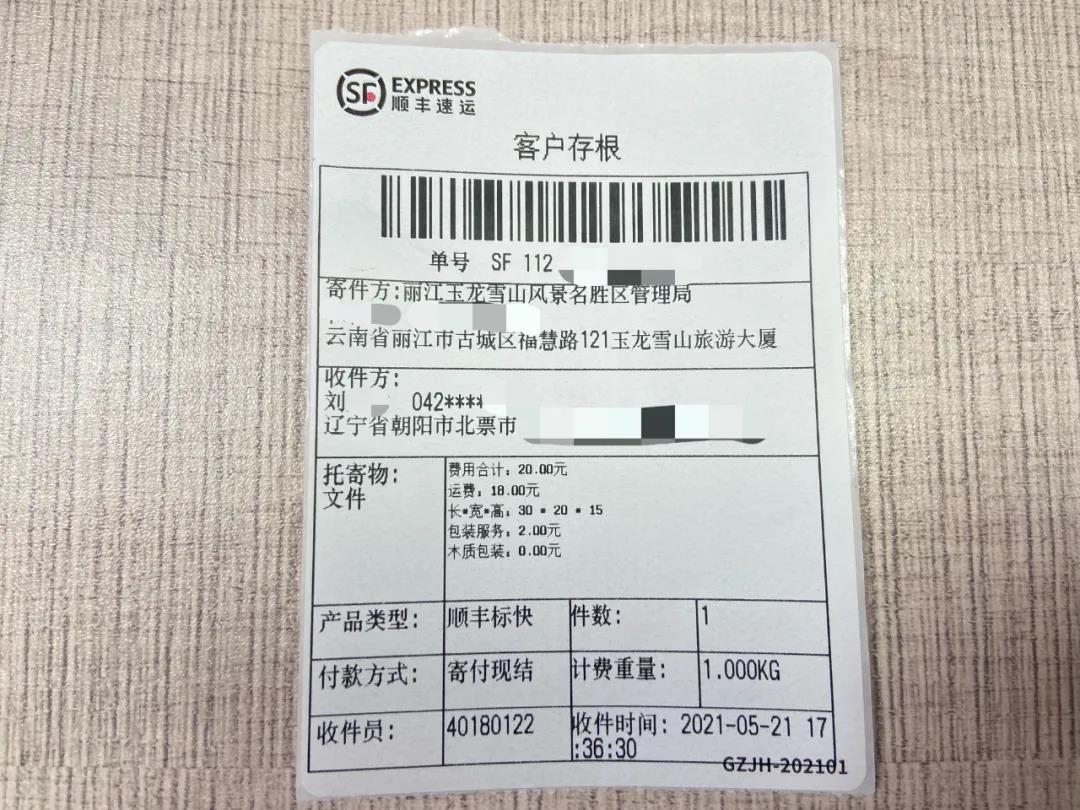 SF EXPRESS
顺丰速运
客户存根
单号 SF 112
寄件方:丽江玉龙雪山风景名胜区管理局
云南省丽江市古城区福慧路121玉龙雪山旅游大厦
收件方:
刘 042****
辽宁省朝阳市北票市
托寄物:
文件
费用合计: 20.00元
运费: 18.00元
长*宽*高: 30 * 20 * 15
包装服务: 2.00元
木质包装: 0.00元
产品类型: 顺丰标快 件数: 1
付款方式: 寄付现结 计费重量: 1.000KG
收件员: 40180122 收件时间: 2021-05-21 17
:36:30
GZJH-202101